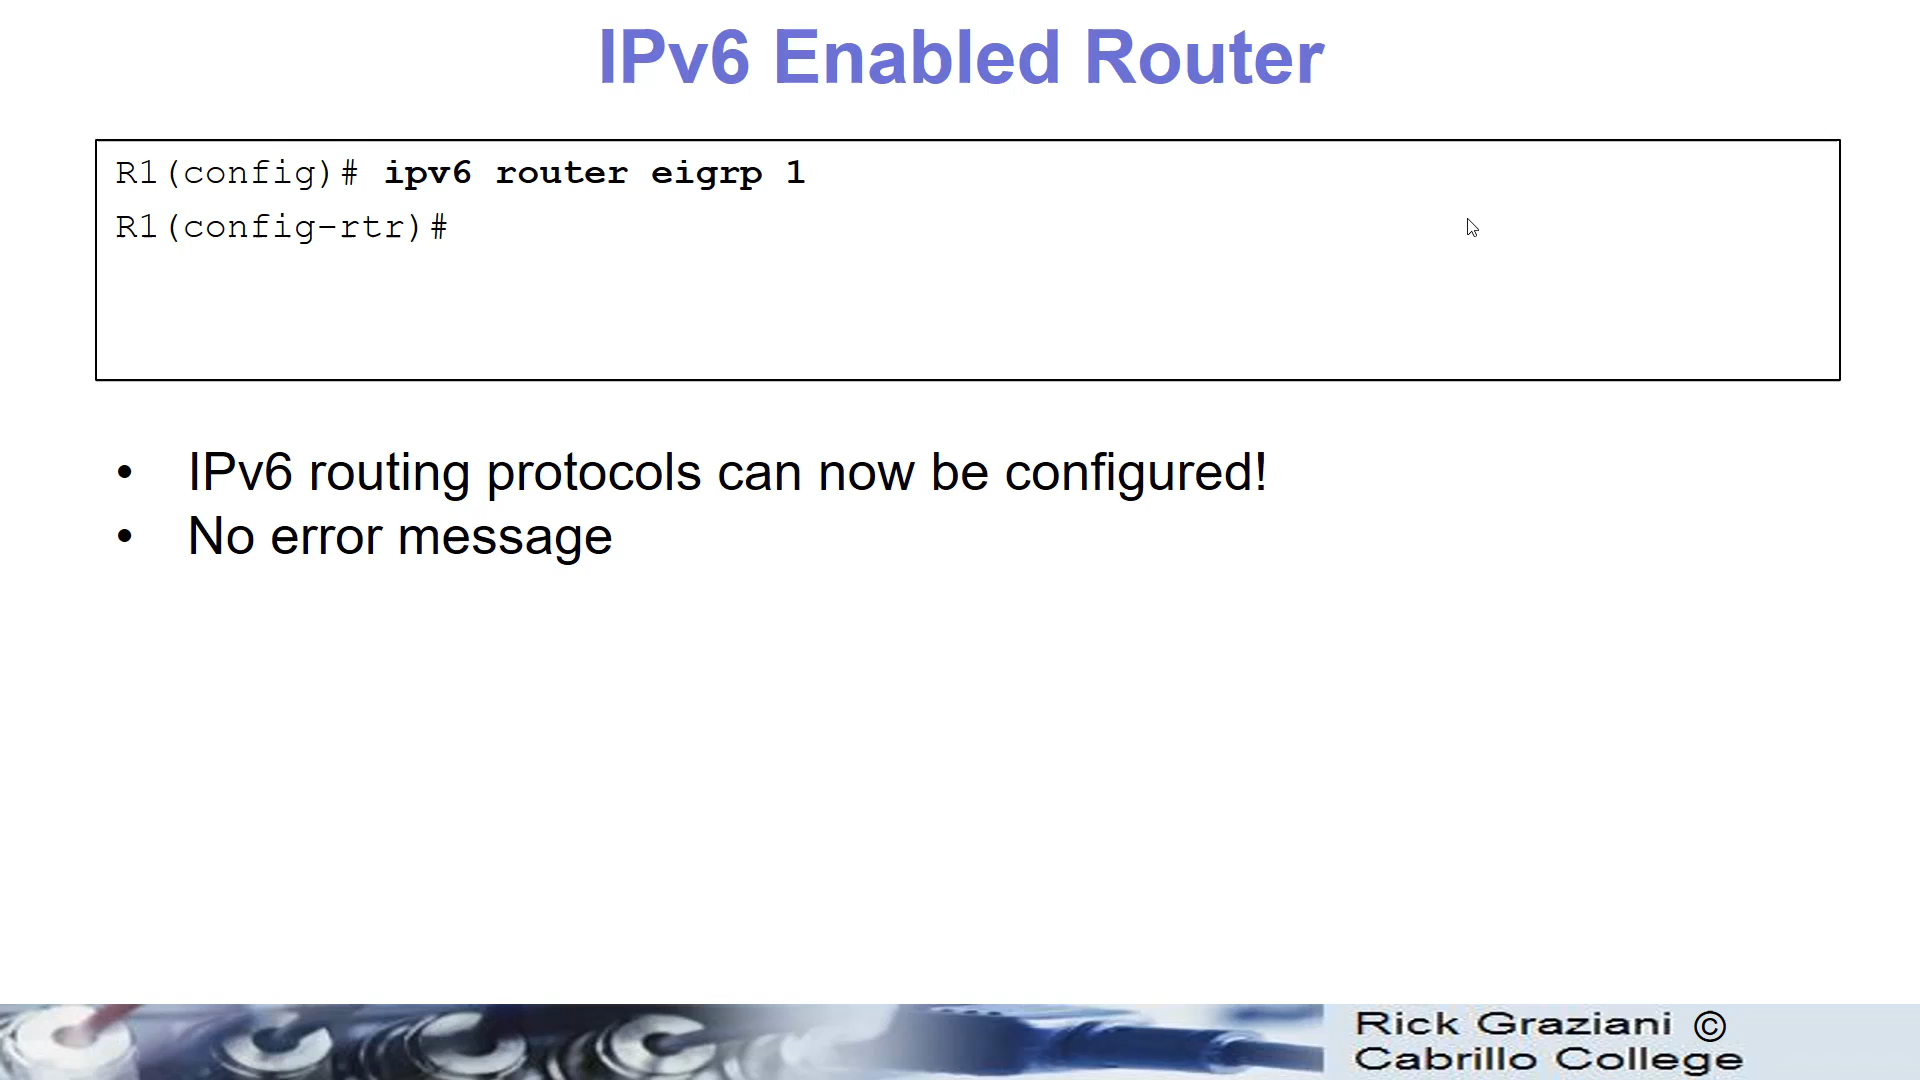 IPv6 Enabled Router
R1(config)# ipv6 router eigrp 1
R1(config-rtr)#
• IPv6 routing protocols can now be configured!
• No error message
Rick Graziani ©
Cabrillo College